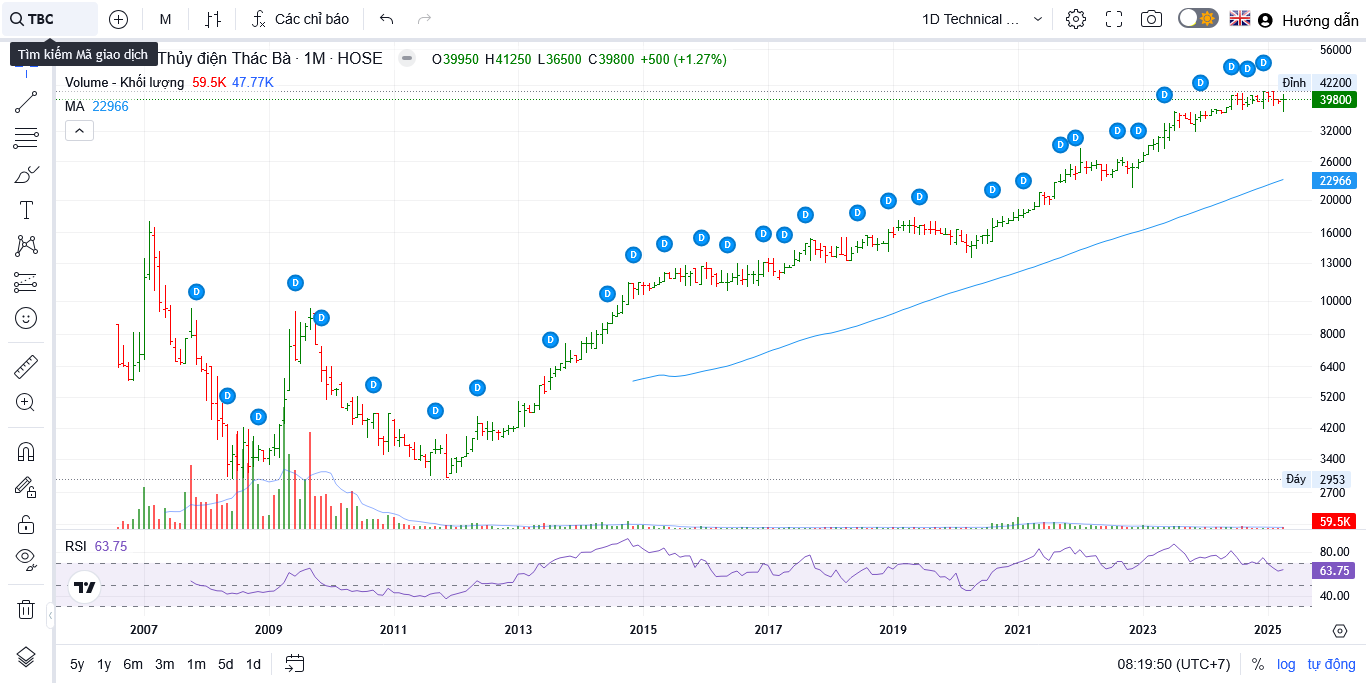 TBC M Các chỉ báo 1D Technical ... Hướng dẫn
Tìm kiếm Mã giao dịch
Thủy điện Thác Bà · 1M · HOSE O39950 H41250 L36500 C39800 +500 (+1.27%)
Volume - Khối lượng 59.5K 47.77K
MA 22966
56000
Đỉnh 42200
39800
32000
26000
22966
20000
16000
13000
10000
8000
6400
5200
4200
3400
Đáy 2953
2700
59.5K
D D D D D D D D D D D D D D D D D D D D D D D D D D D D D D D D D D D
RSI 63.75
80.00
63.75
40.00
2007 2009 2011 2013 2015 2017 2019 2021 2023 2025
5y 1y 6m 3m 1m 5d 1d 08:19:50 (UTC+7) % log tự động